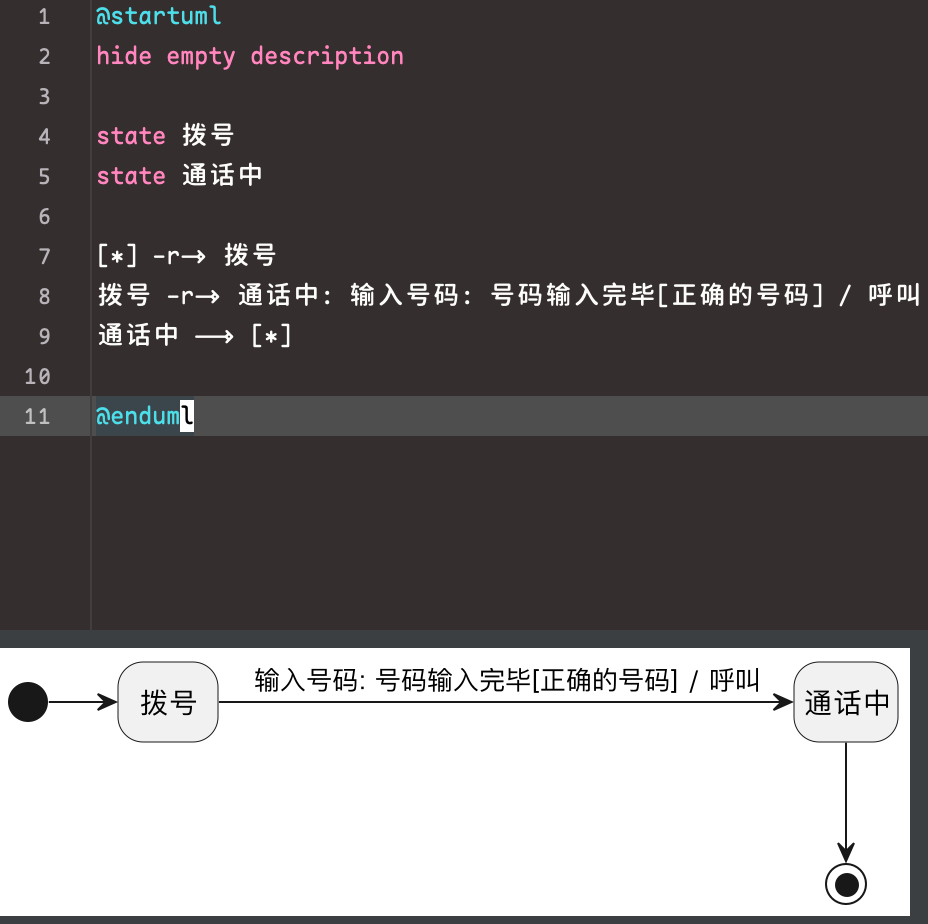 1 @startuml
2 hide empty description
3
4 state 拨号
5 state 通话中
6
7 [*] -r-> 拨号
8 拨号 -r-> 通话中: 输入号码: 号码输入完毕[正确的号码] / 呼叫
9 通话中 --> [*]
10
11 @enduml
输入号码: 号码输入完毕[正确的号码] / 呼叫
拨号
通话中